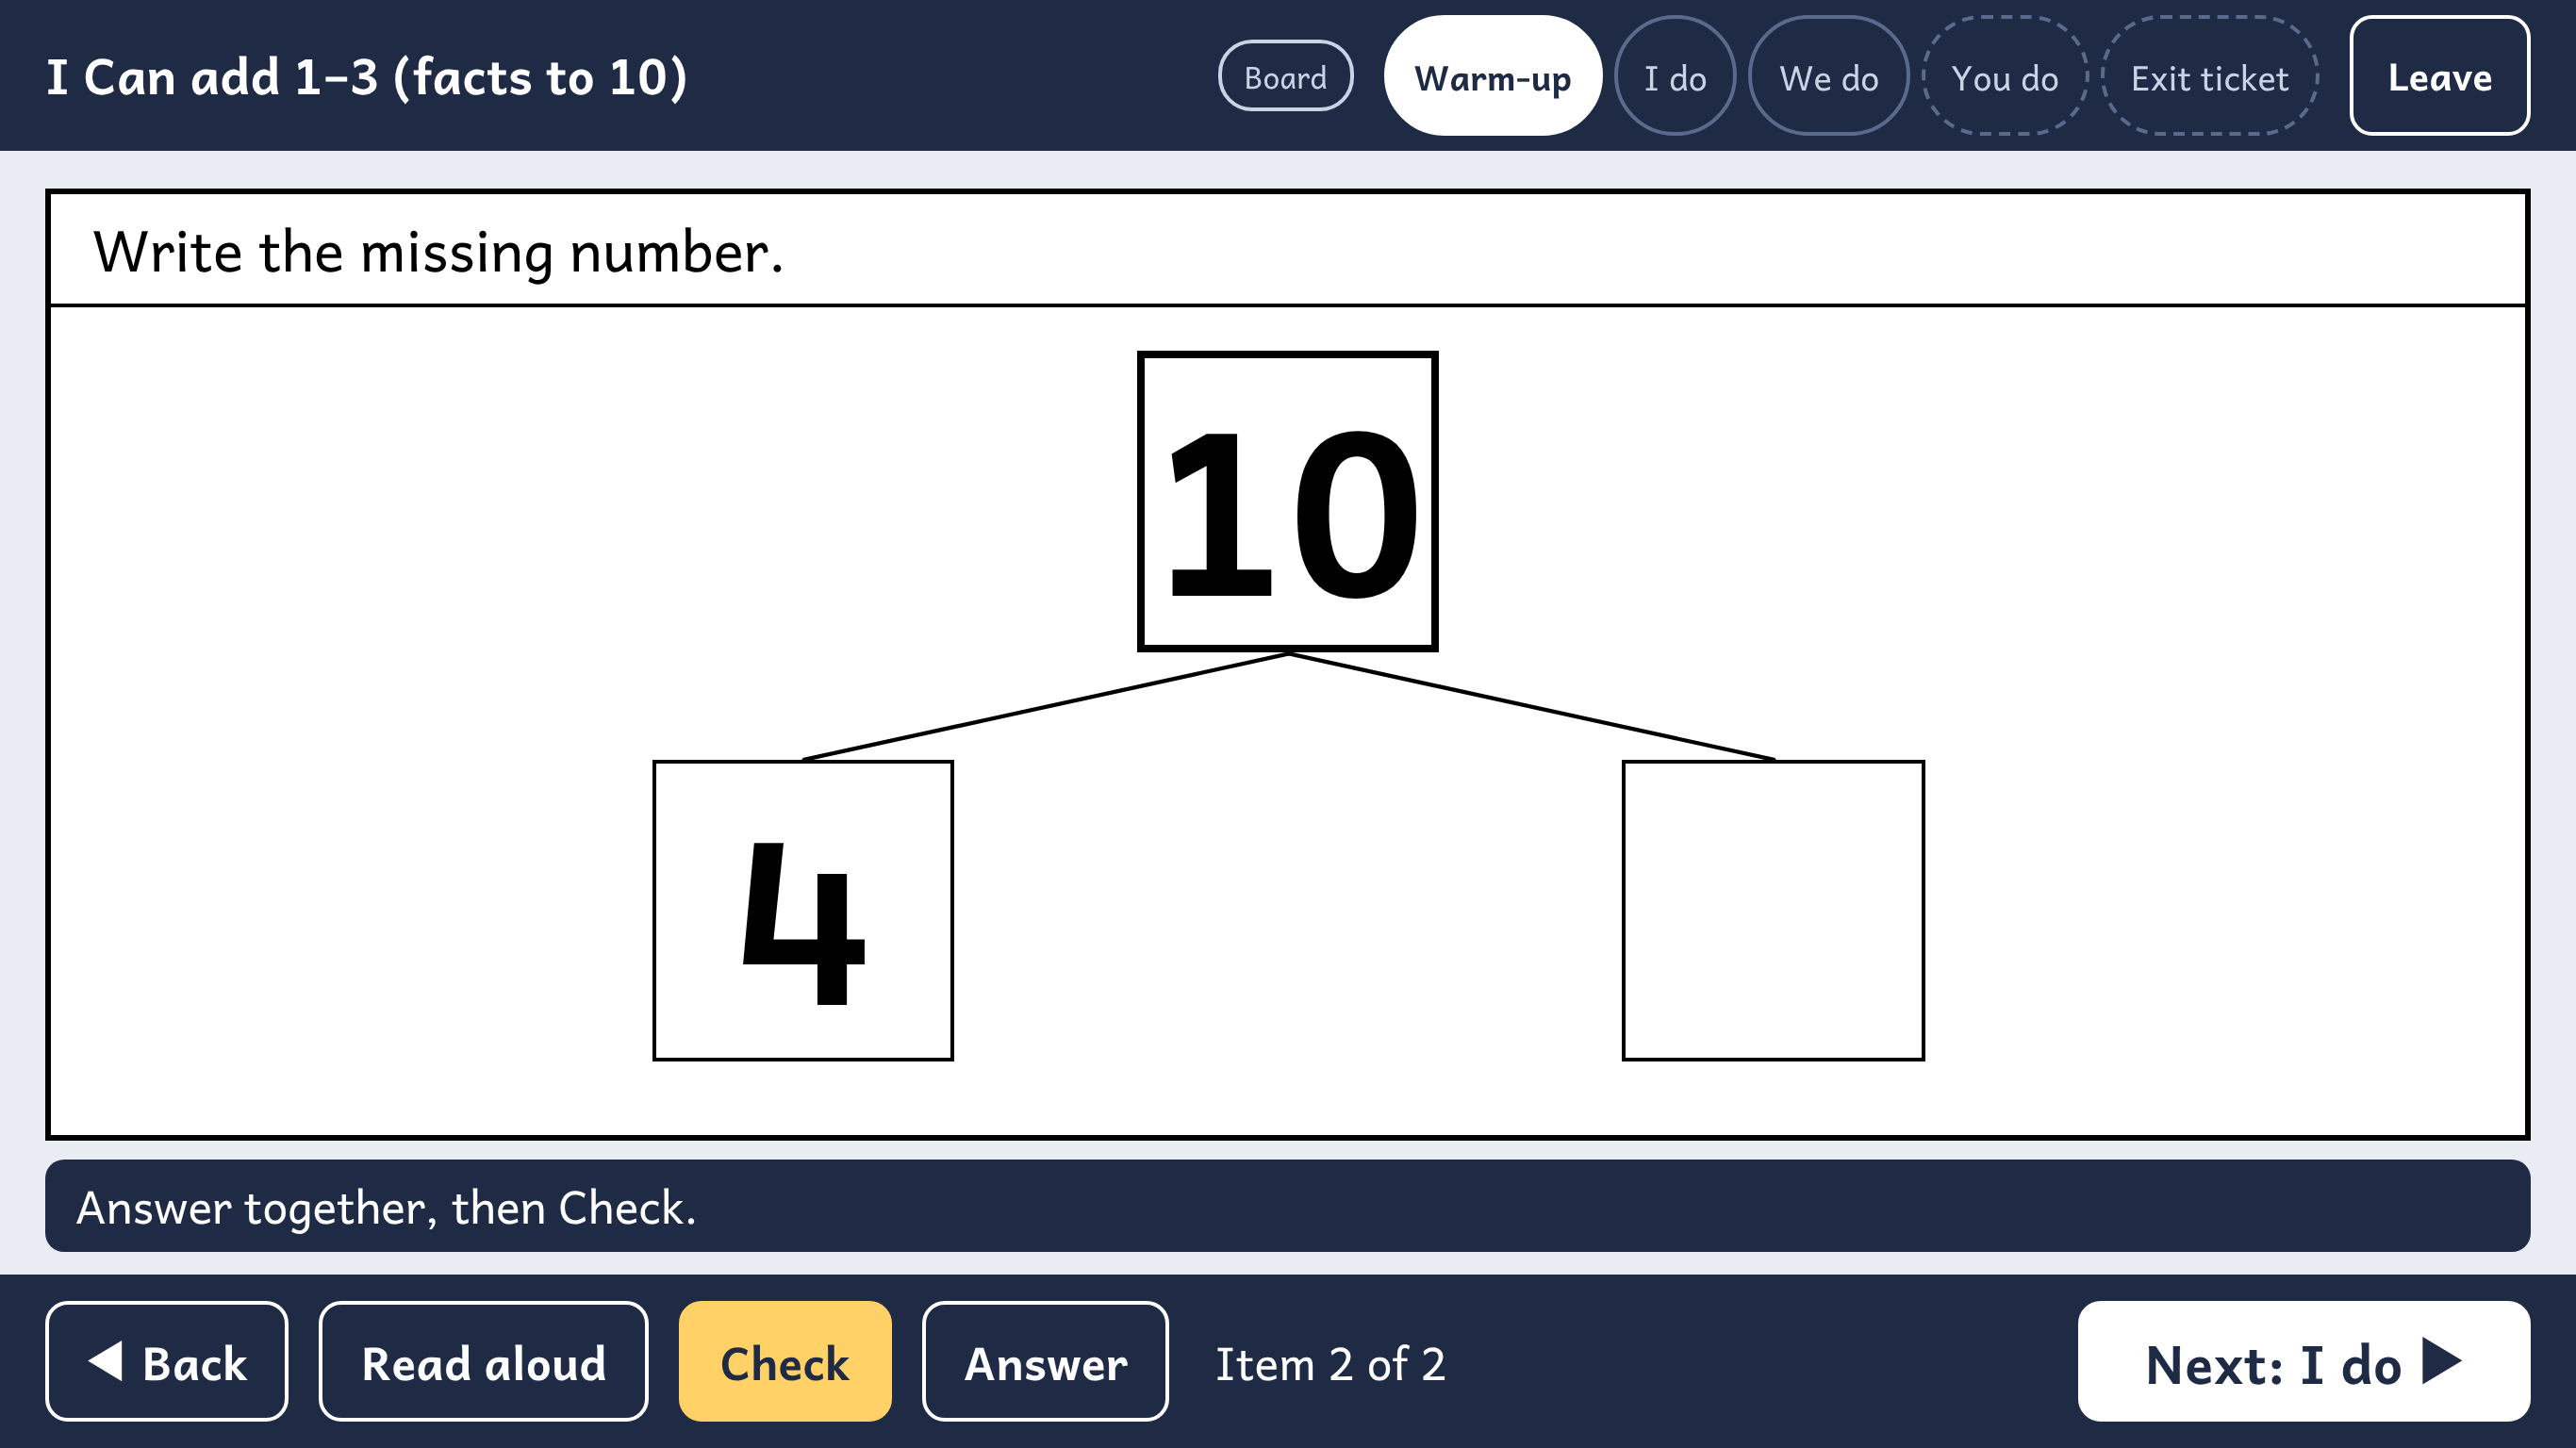 I Can add 1–3 (facts to 10)
Board
Warm-up
I do
We do
You do
Exit ticket
Leave
Write the missing number.
10
4
Answer together, then Check.
◀ Back
Read aloud
Check
Answer
Item 2 of 2
Next: I do ▶